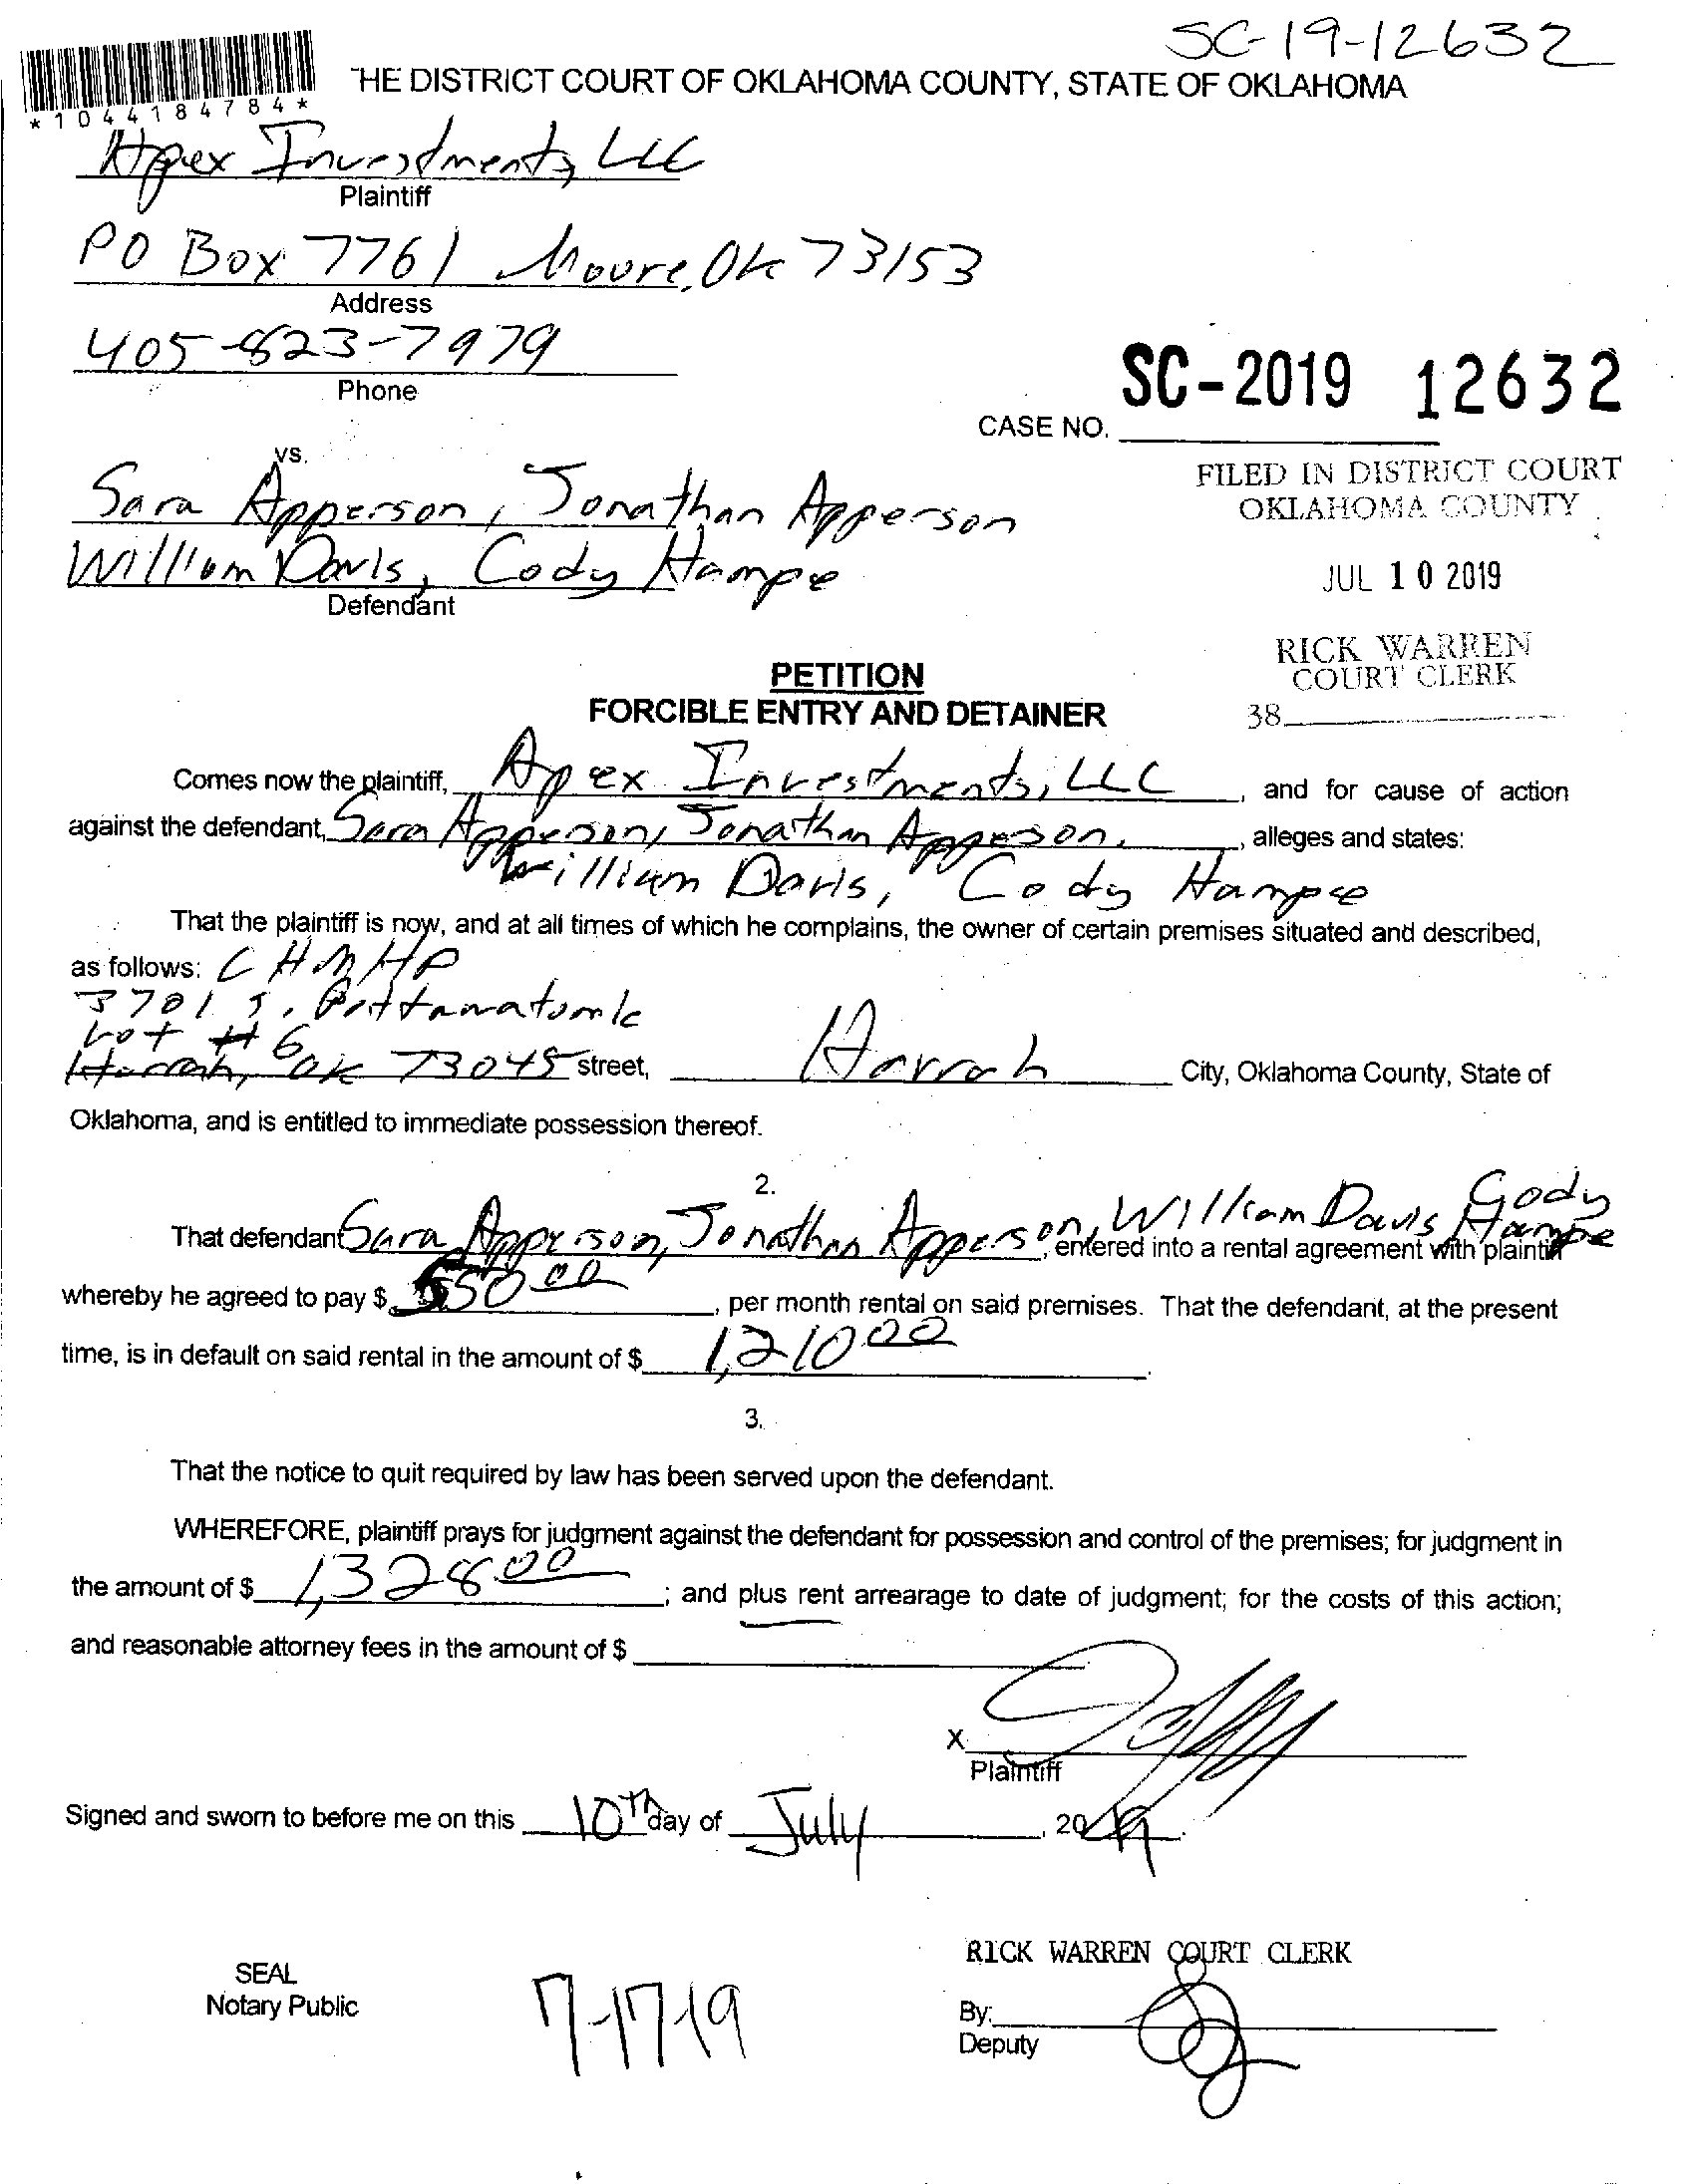 SC-19-12632
THE DISTRICT COURT OF OKLAHOMA COUNTY, STATE OF OKLAHOMA
*1044184784*
Apex Investments, LLC
Plaintiff
PO Box 7761 Moore, Ok 73153
Address
405-823-7979
Phone
SC-2019 12632
CASE NO.
vs.
FILED IN DISTRICT COURT
OKLAHOMA COUNTY
Sara Apperson, Jonathan Apperson
William Davis, Cody Hampe
Defendant
JUL 10 2019
RICK WARREN
COURT CLERK
38
PETITION
FORCIBLE ENTRY AND DETAINER
Comes now the plaintiff, Apex Investments, LLC, and for cause of action
against the defendant, Sara Apperson, Jonathan Apperson, , alleges and states:
William Davis, Cody Hampe
That the plaintiff is now, and at all times of which he complains, the owner of certain premises situated and described,
as follows: CHMHP
3701 S.
Lot #6
Harrah, Ok 73045 street, Harrah City, Oklahoma County, State of
Oklahoma, and is entitled to immediate possession thereof.
2.
That defendant Sara Apperson, Jonathan Apperson, William Davis Cody Hampe, entered into a rental agreement with plaintiff
whereby he agreed to pay $ 550 00, per month rental on said premises. That the defendant, at the present
time, is in default on said rental in the amount of $ 1,210 00.
3.
That the notice to quit required by law has been served upon the defendant.
WHEREFORE, plaintiff prays for judgment against the defendant for possession and control of the premises; for judgment in
the amount of $ 1,328 00; and plus rent arrearage to date of judgment; for the costs of this action;
and reasonable attorney fees in the amount of $
X
Plaintiff
Signed and sworn to before me on this 10th day of July, 2019
RICK WARREN COURT CLERK
SEAL
Notary Public
7-17-19
By:
Deputy